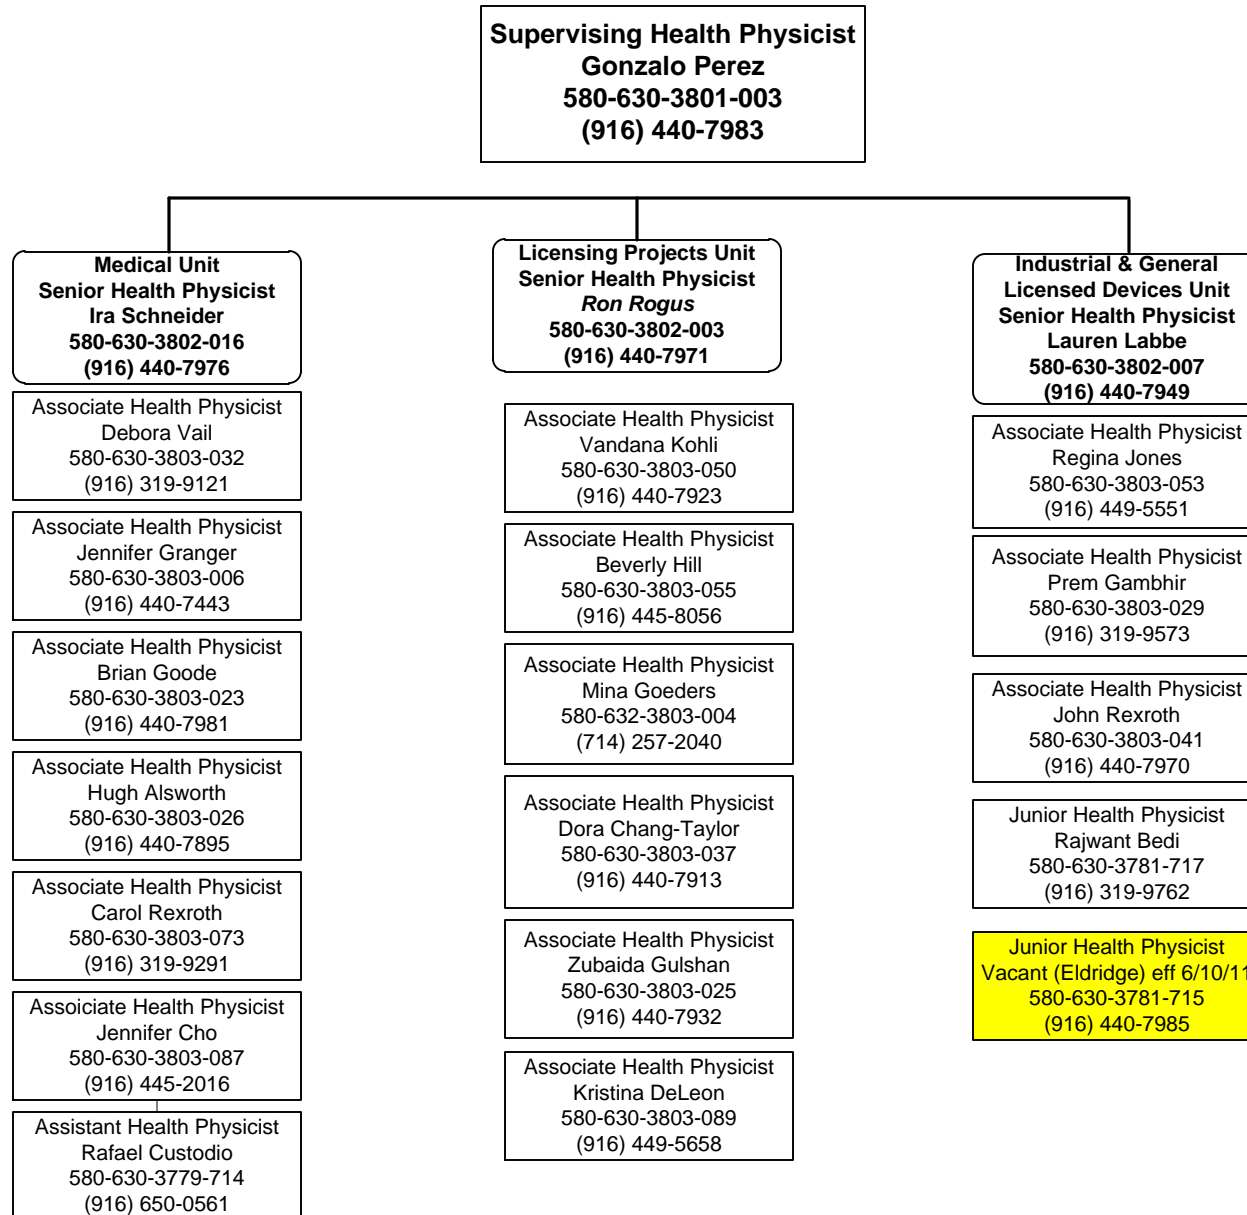 Supervising Health Physicist
Gonzalo Perez
580-630-3801-003
(916) 440-7983
Medical Unit
Senior Health Physicist
Ira Schneider
580-630-3802-016
(916) 440-7976
Associate Health Physicist
Debora Vail
580-630-3803-032
(916) 319-9121
Associate Health Physicist
Jennifer Granger
580-630-3803-006
(916) 440-7443
Associate Health Physicist
Brian Goode
580-630-3803-023
(916) 440-7981
Associate Health Physicist
Hugh Alsworth
580-630-3803-026
(916) 440-7895
Associate Health Physicist
Carol Rexroth
580-630-3803-073
(916) 319-9291
Assoiciate Health Physicist
Jennifer Cho
580-630-3803-087
(916) 445-2016
Assistant Health Physicist
Rafael Custodio
580-630-3779-714
(916) 650-0561
Licensing Projects Unit
Senior Health Physicist
Ron Rogus
580-630-3802-003
(916) 440-7971
Associate Health Physicist
Vandana Kohli
580-630-3803-050
(916) 440-7923
Associate Health Physicist
Beverly Hill
580-630-3803-055
(916) 445-8056
Associate Health Physicist
Mina Goeders
580-632-3803-004
(714) 257-2040
Associate Health Physicist
Dora Chang-Taylor
580-630-3803-037
(916) 440-7913
Associate Health Physicist
Zubaida Gulshan
580-630-3803-025
(916) 440-7932
Associate Health Physicist
Kristina DeLeon
580-630-3803-089
(916) 449-5658
Industrial & General
Licensed Devices Unit
Senior Health Physicist
Lauren Labbe
580-630-3802-007
(916) 440-7949
Associate Health Physicist
Regina Jones
580-630-3803-053
(916) 449-5551
Associate Health Physicist
Prem Gambhir
580-630-3803-029
(916) 319-9573
Associate Health Physicist
John Rexroth
580-630-3803-041
(916) 440-7970
Junior Health Physicist
Rajwant Bedi
580-630-3781-717
(916) 319-9762
Junior Health Physicist
Vacant (Eldridge) eff 6/10/11
580-630-3781-715
(916) 440-7985